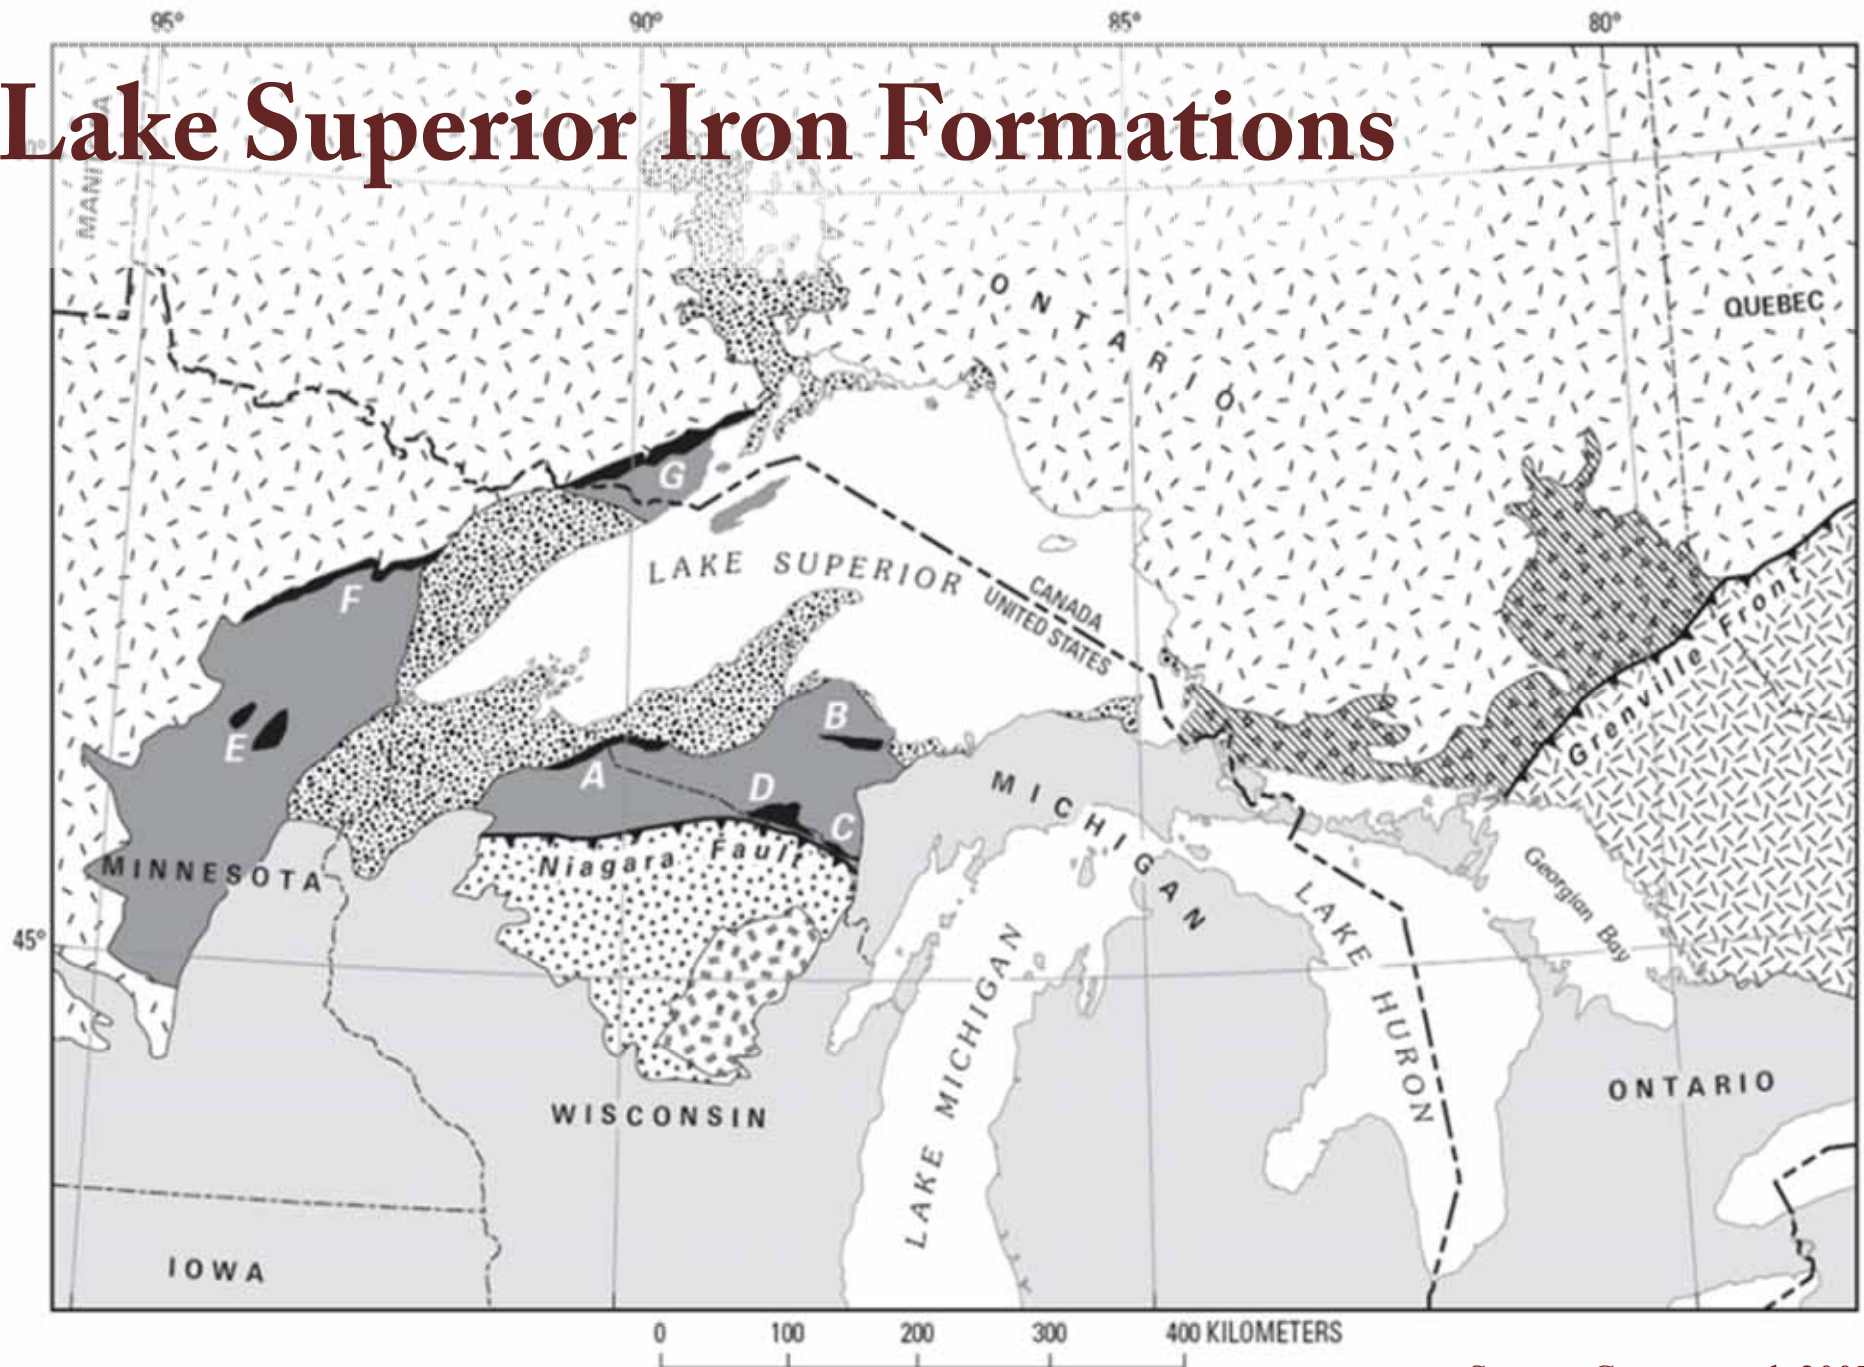 95° 90° 85° 80°
Lake Superior Iron Formations
ONTARIO
QUEBEC
G
LAKE SUPERIOR
CANADA
UNITED STATES
F
Grenville Front
B
E
A
D
C
MICHIGAN
Niagara Fault
MINNESOTA
45°
Georgian Bay
LAKE HURON
LAKE MICHIGAN
ONTARIO
WISCONSIN
IOWA
0 100 200 300 400 KILOMETERS